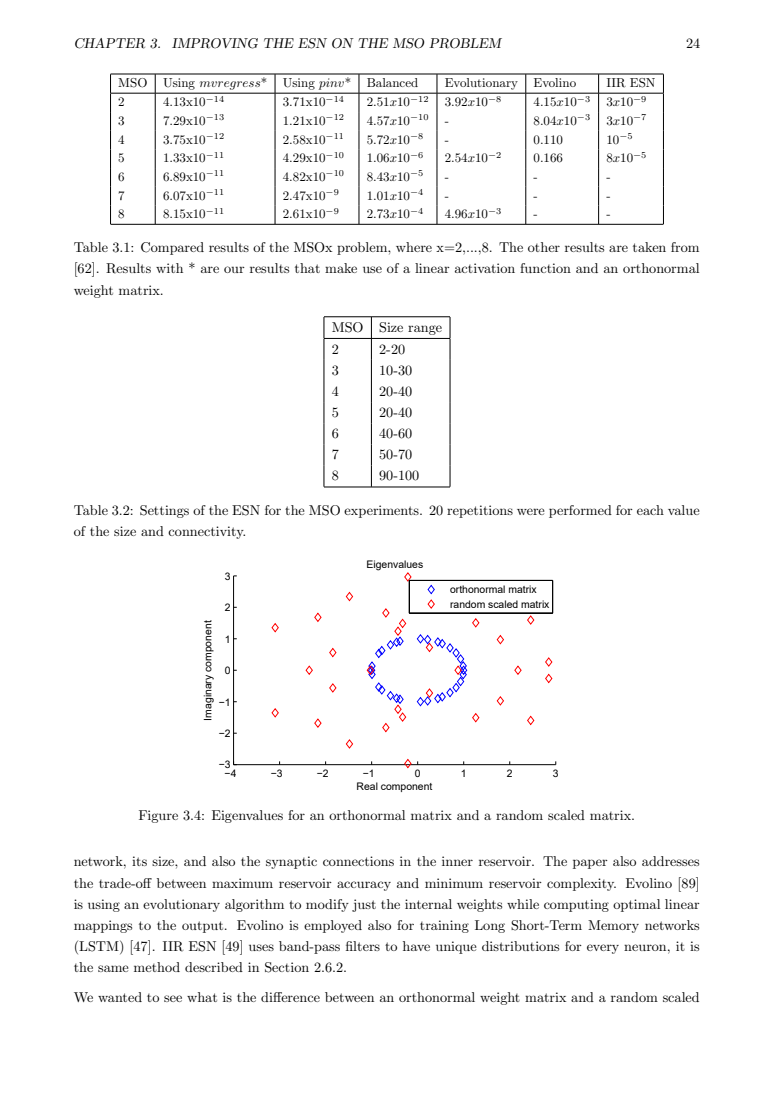 CHAPTER 3. IMPROVING THE ESN ON THE MSO PROBLEM 24
MSO Using mvregress* Using pinv* Balanced Evolutionary Evolino IIR ESN
2 4.13x10⁻¹⁴ 3.71x10⁻¹⁴ 2.51x10⁻¹² 3.92x10⁻⁸ 4.15x10⁻³ 3x10⁻⁹
3 7.29x10⁻¹³ 1.21x10⁻¹² 4.57x10⁻¹⁰ - 8.04x10⁻³ 3x10⁻⁷
4 3.75x10⁻¹² 2.58x10⁻¹¹ 5.72x10⁻⁸ - 0.110 10⁻⁵
5 1.33x10⁻¹¹ 4.29x10⁻¹⁰ 1.06x10⁻⁶ 2.54x10⁻² 0.166 8x10⁻⁵
6 6.89x10⁻¹¹ 4.82x10⁻¹⁰ 8.43x10⁻⁵ - - -
7 6.07x10⁻¹¹ 2.47x10⁻⁹ 1.01x10⁻⁴ - - -
8 8.15x10⁻¹¹ 2.61x10⁻⁹ 2.73x10⁻⁴ 4.96x10⁻³ - -
Table 3.1: Compared results of the MSOx problem, where x=2,...,8. The other results are taken from
[62]. Results with * are our results that make use of a linear activation function and an orthonormal
weight matrix.
MSO Size range
2 2-20
3 10-30
4 20-40
5 20-40
6 40-60
7 50-70
8 90-100
Table 3.2: Settings of the ESN for the MSO experiments. 20 repetitions were performed for each value
of the size and connectivity.
Eigenvalues
orthonormal matrix
random scaled matrix
3
2
1
0
−1
−2
−3
Imaginary component
−4 −3 −2 −1 0 1 2 3
Real component
Figure 3.4: Eigenvalues for an orthonormal matrix and a random scaled matrix.
network, its size, and also the synaptic connections in the inner reservoir. The paper also addresses
the trade-off between maximum reservoir accuracy and minimum reservoir complexity. Evolino [89]
is using an evolutionary algorithm to modify just the internal weights while computing optimal linear
mappings to the output. Evolino is employed also for training Long Short-Term Memory networks
(LSTM) [47]. IIR ESN [49] uses band-pass filters to have unique distributions for every neuron, it is
the same method described in Section 2.6.2.
We wanted to see what is the difference between an orthonormal weight matrix and a random scaled